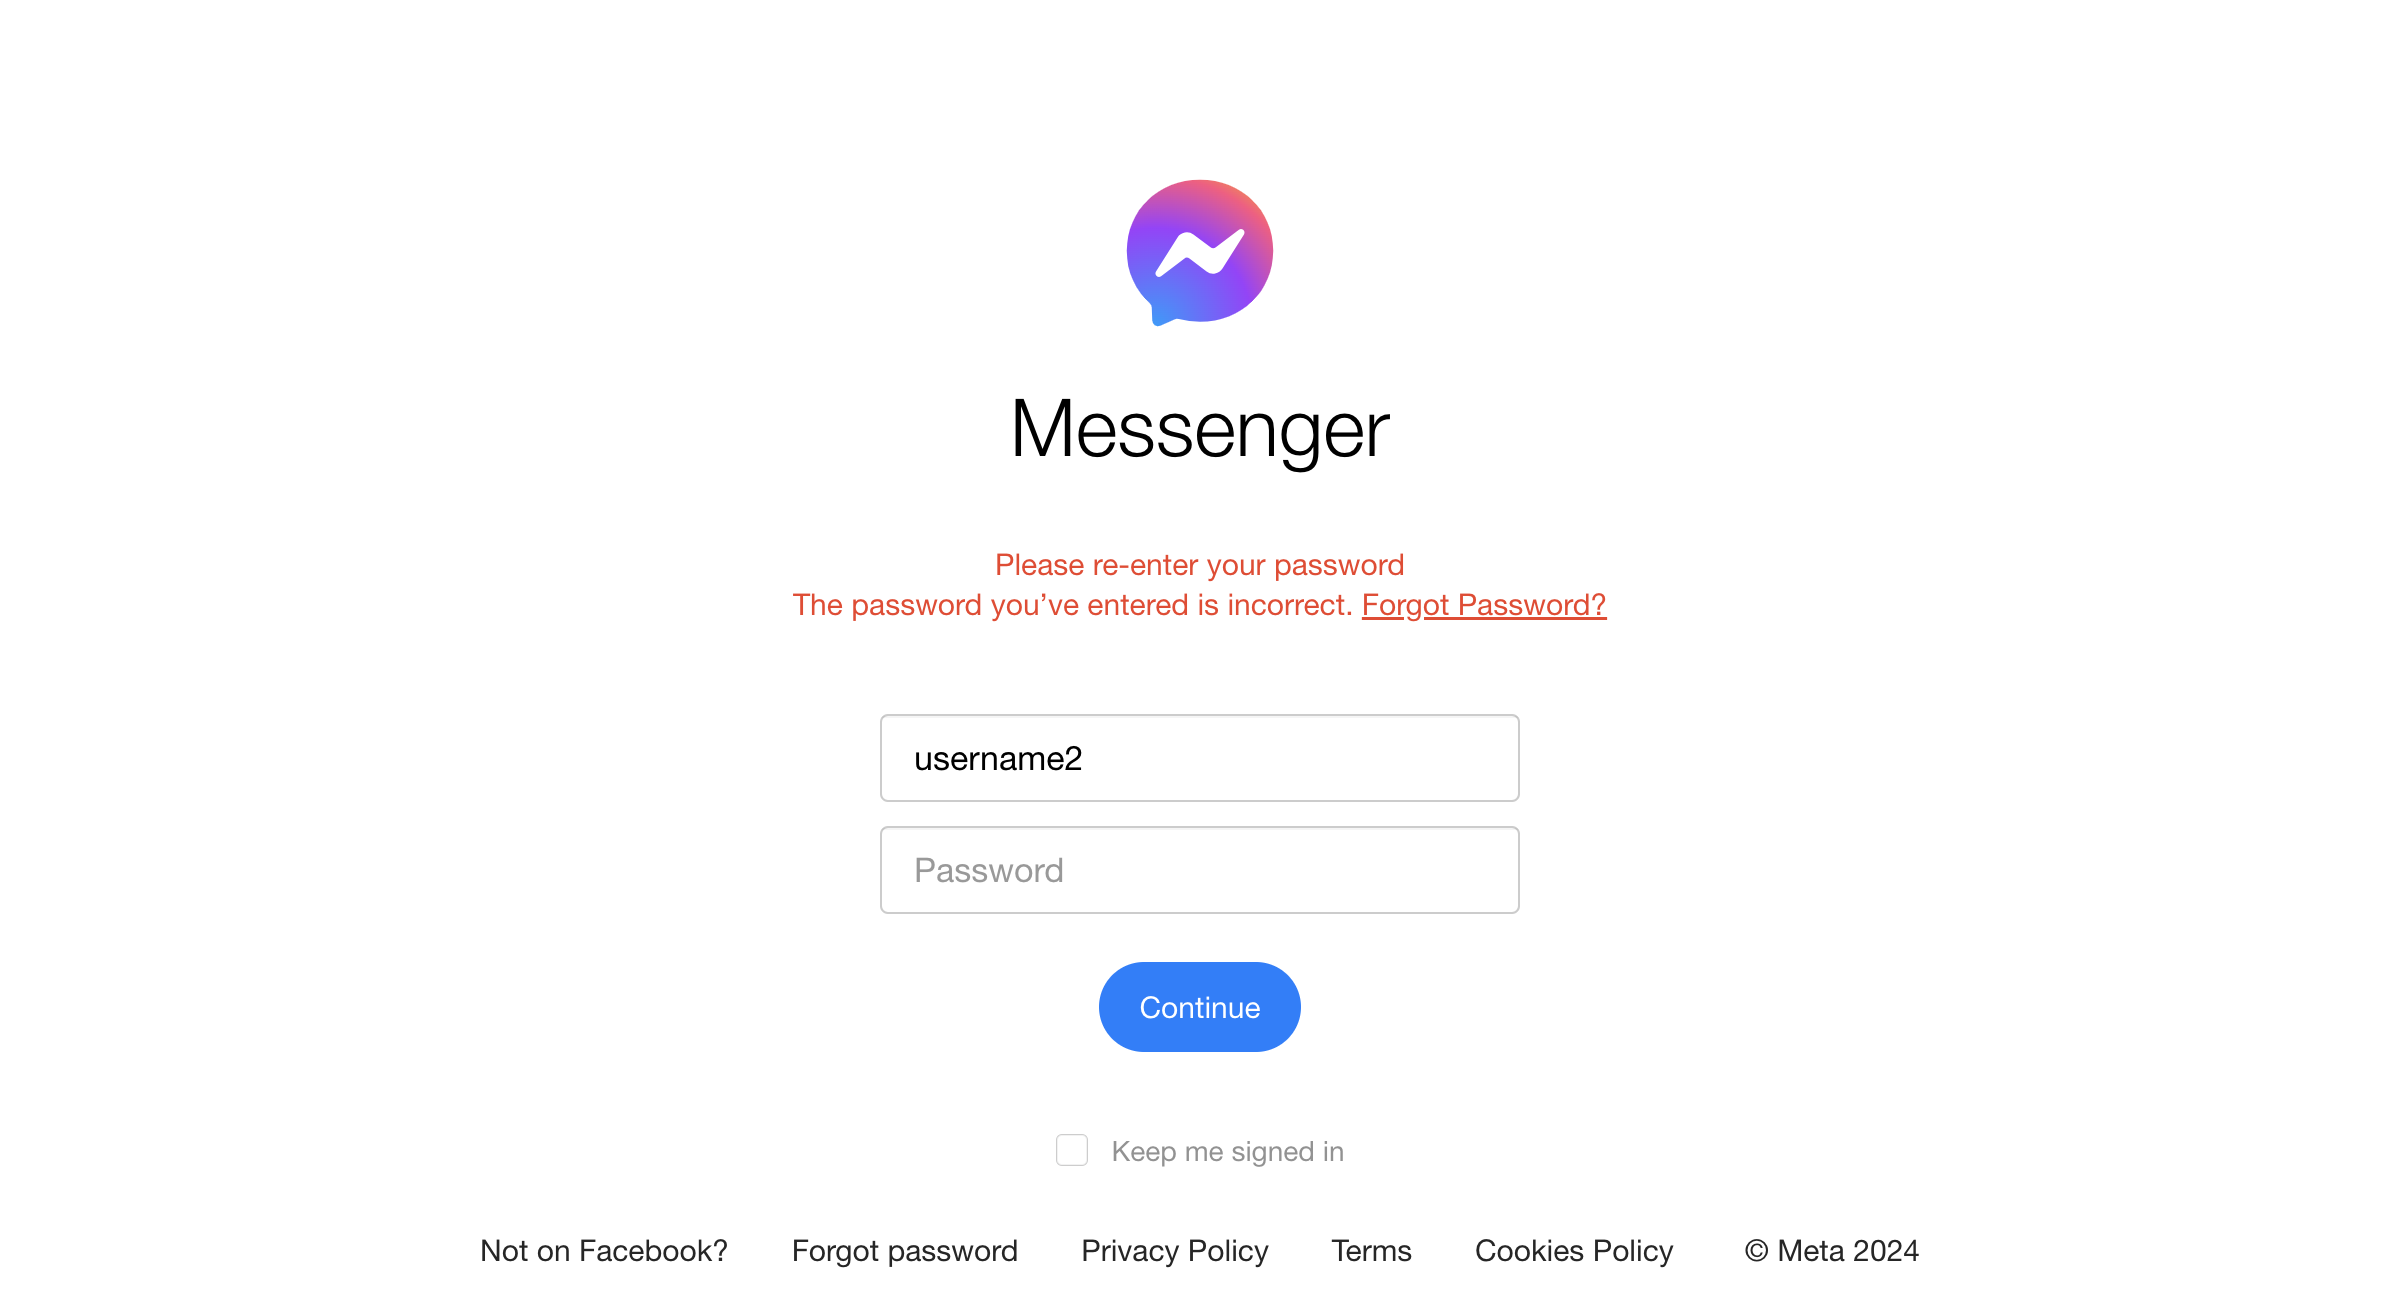 Messenger
Please re-enter your password
The password you’ve entered is incorrect. Forgot Password?
username2
Password
Continue
Keep me signed in
Not on Facebook? Forgot password Privacy Policy Terms Cookies Policy © Meta 2024